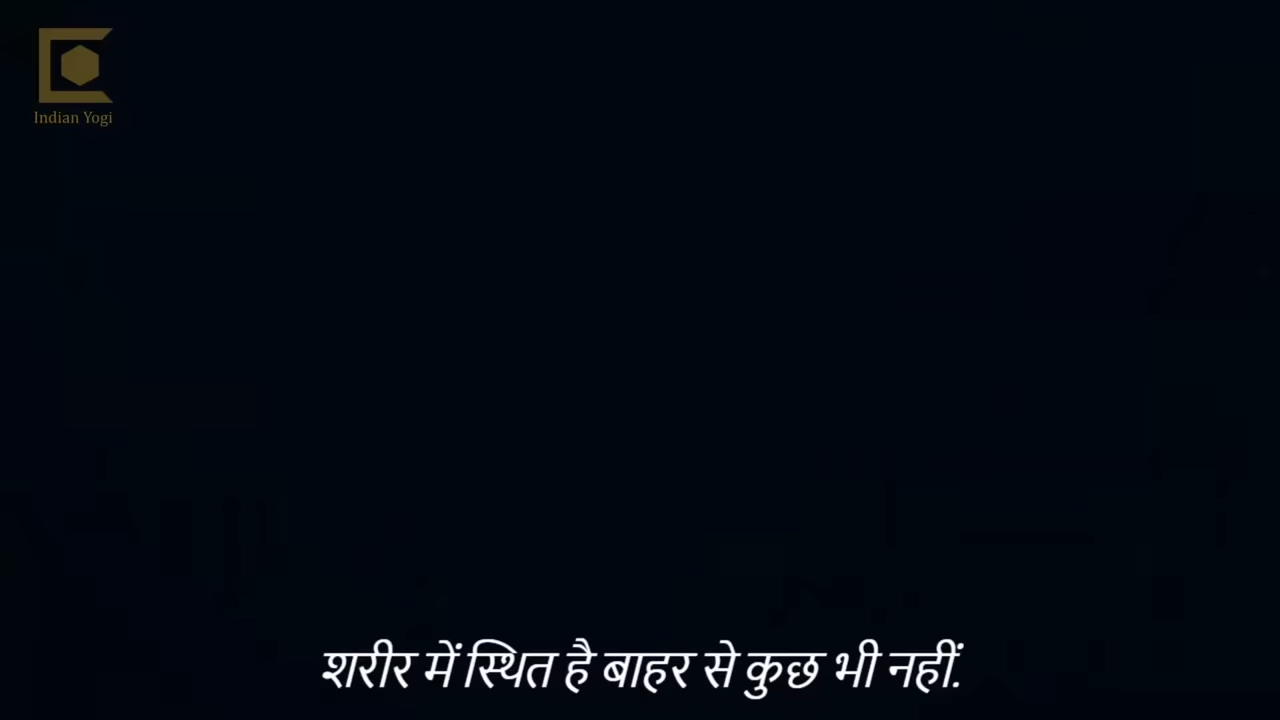 Indian Yogi
शरीर में स्थित है बाहर से कुछ भी नहीं.